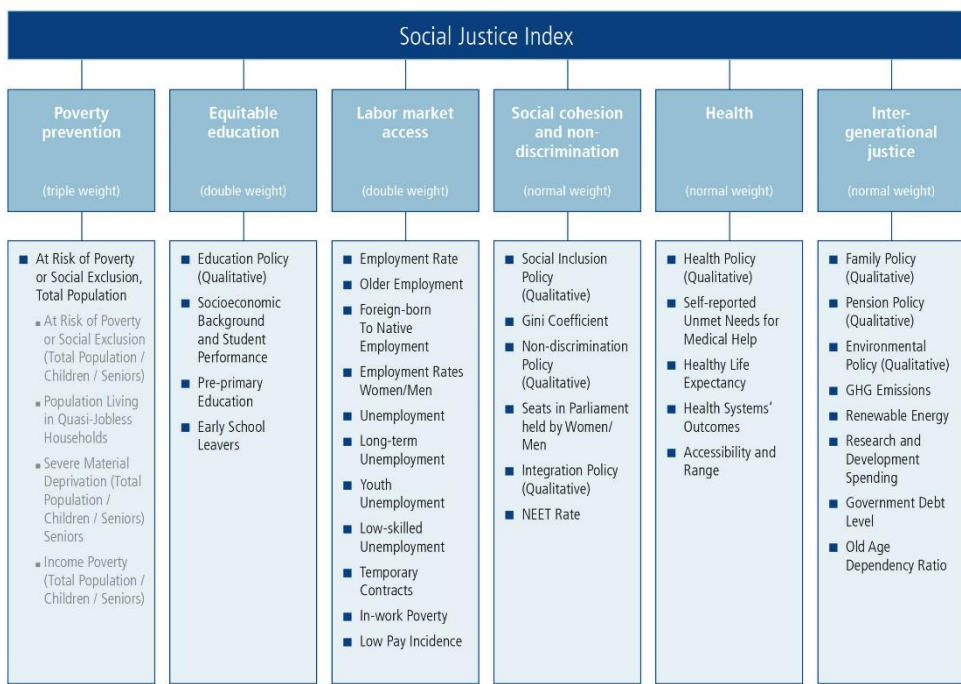 Social Justice Index
Poverty
prevention
(triple weight)
Equitable
education
(double weight)
Labor market
access
(double weight)
Social cohesion
and non-
discrimination
(normal weight)
Health
(normal weight)
Inter-
generational
justice
(normal weight)
At Risk of Poverty
or Social Exclusion,
Total Population
At Risk of Poverty
or Social Exclusion
(Total Population /
Children / Seniors)
Population Living
in Quasi-Jobless
Households
Severe Material
Deprivation (Total
Population /
Children / Seniors)
Seniors
Income Poverty
(Total Population /
Children / Seniors)
Education Policy
(Qualitative)
Socioeconomic
Background
and Student
Performance
Pre-primary
Education
Early School
Leavers
Employment Rate
Older Employment
Foreign-born
To Native
Employment
Employment Rates
Women/Men
Unemployment
Long-term
Unemployment
Youth
Unemployment
Low-skilled
Unemployment
Temporary
Contracts
In-work Poverty
Low Pay Incidence
Social Inclusion
Policy
(Qualitative)
Gini Coefficient
Non-discrimination
Policy
(Qualitative)
Seats in Parliament
held by Women/
Men
Integration Policy
(Qualitative)
NEET Rate
Health Policy
(Qualitative)
Self-reported
Unmet Needs for
Medical Help
Healthy Life
Expectancy
Health Systems'
Outcomes
Accessibility and
Range
Family Policy
(Qualitative)
Pension Policy
(Qualitative)
Environmental
Policy (Qualitative)
GHG Emissions
Renewable Energy
Research and
Development
Spending
Government Debt
Level
Old Age
Dependency Ratio